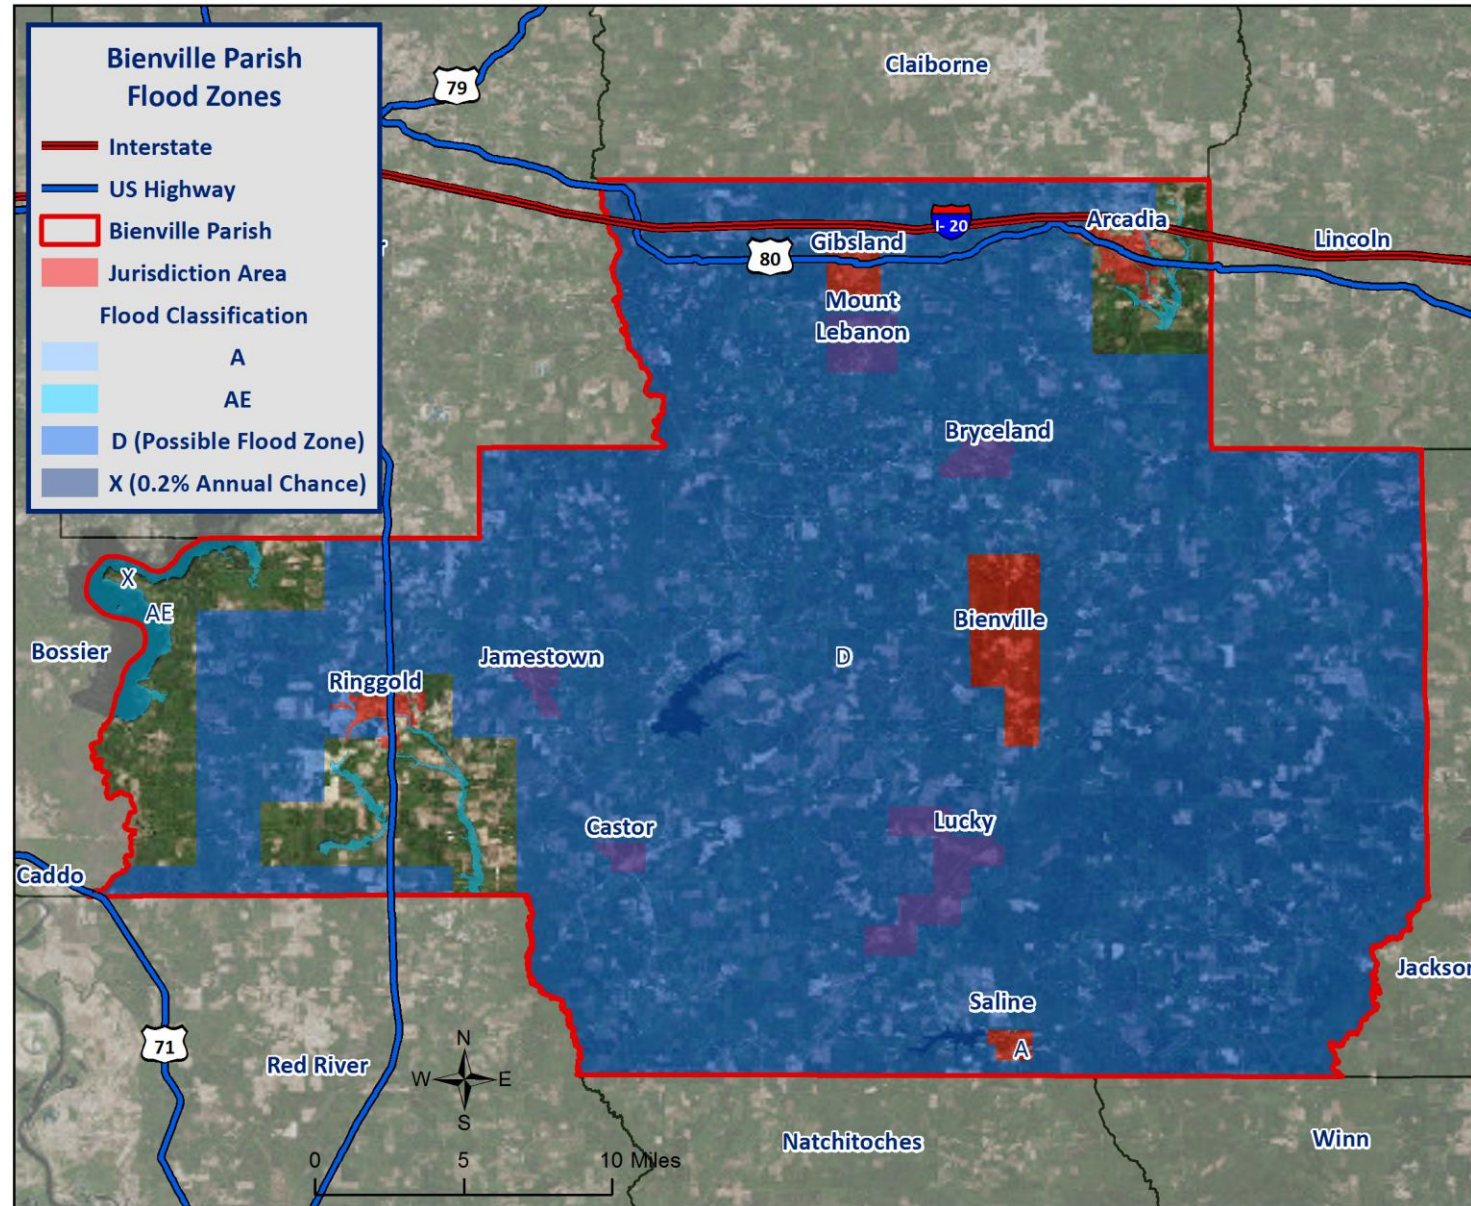 Bienville Parish
Flood Zones
Interstate
US Highway
Bienville Parish
Jurisdiction Area
Flood Classification
A
AE
D (Possible Flood Zone)
X (0.2% Annual Chance)
79
Claiborne
I- 20
Arcadia
Gibsland
80
Lincoln
Mount
Lebanon
Bryceland
X
AE
Bossier
Bienville
Jamestown
D
Ringgold
Castor
Lucky
Caddo
Jackson
Saline
A
71
Red River
N
W
E
S
Natchitoches
Winn
0
5
10 Miles